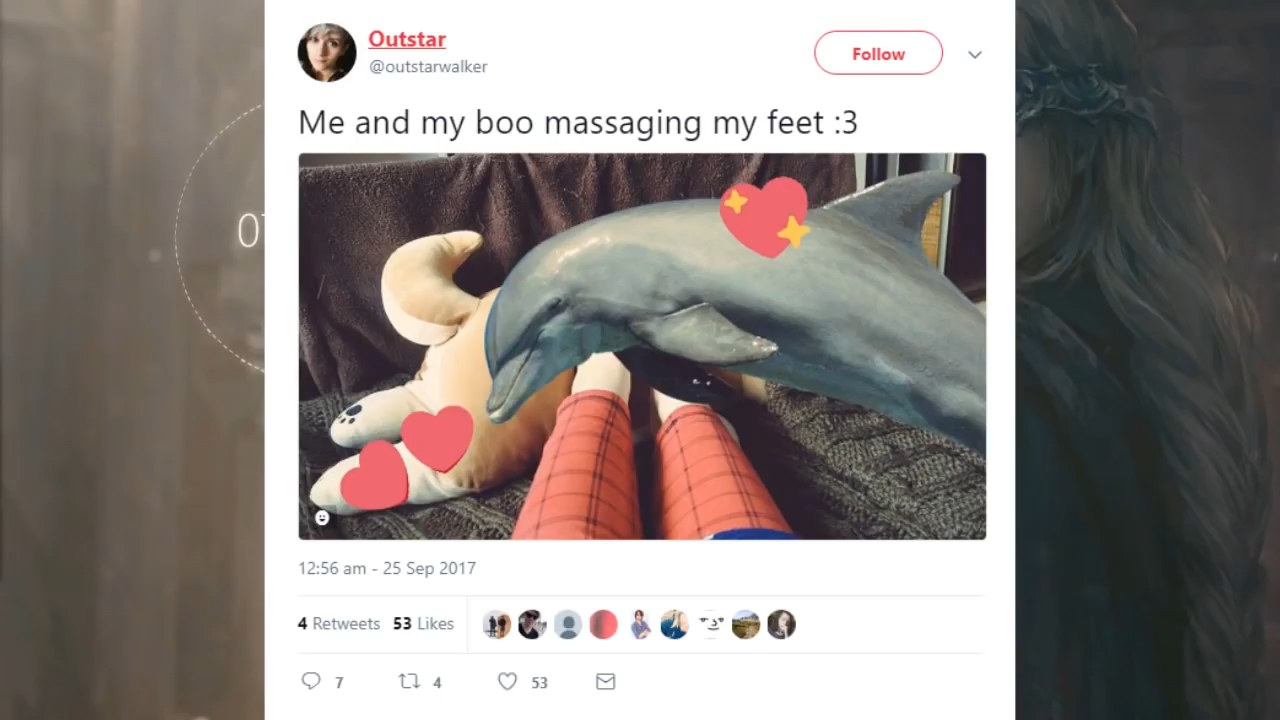 Outstar
@outstarwalker
Follow
Me and my boo massaging my feet :3
12:56 am - 25 Sep 2017
4 Retweets 53 Likes
7 4 53